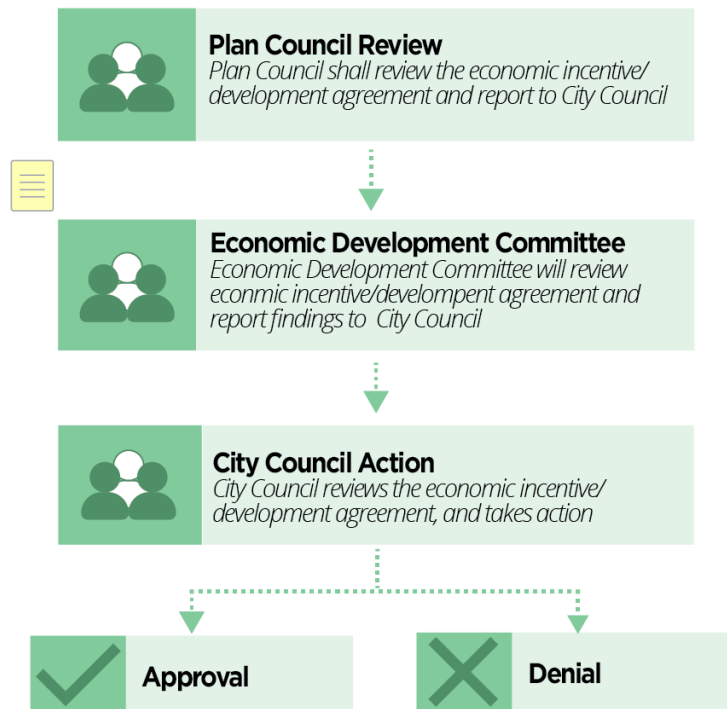 Plan Council Review
Plan Council shall review the economic incentive/
development agreement and report to City Council
Economic Development Committee
Economic Development Committee will review
econmic incentive/develompent agreement and
report findings to City Council
City Council Action
City Council reviews the economic incentive/
development agreement, and takes action
Approval
Denial